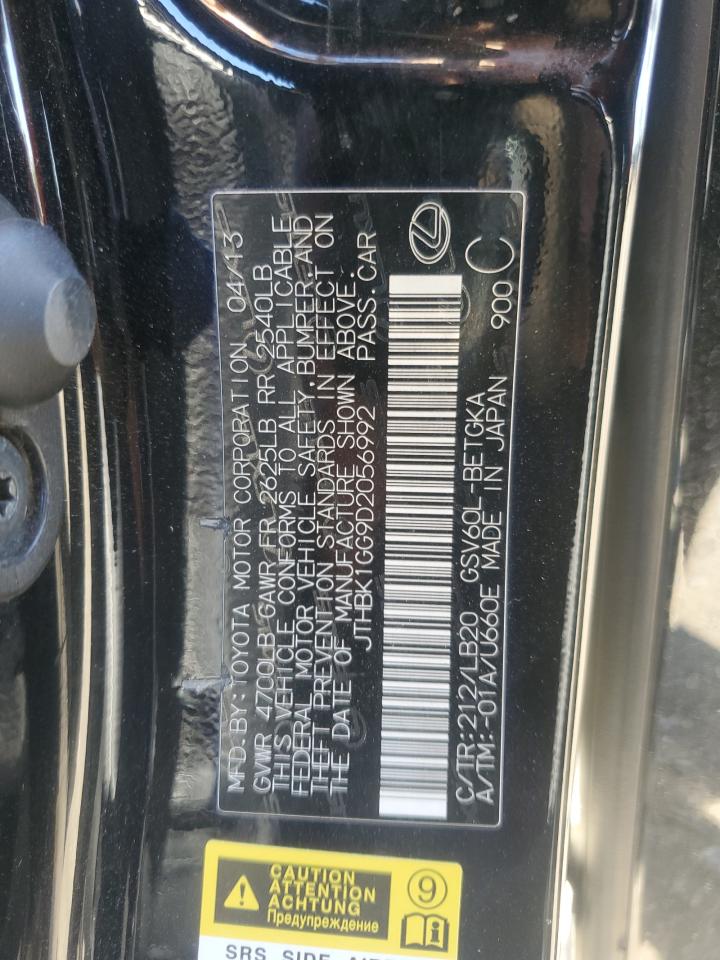 MFD.BY:TOYOTA MOTOR CORPORATION 04/13
GVWR 4700LB GAWR FR 2625LB RR 2540LB
THIS VEHICLE CONFORMS TO ALL APPLICABLE
FEDERAL MOTOR VEHICLE SAFETY,BUMPER,AND
THEFT PREVENTION STANDARDS IN EFFECT ON
THE DATE OF MANUFACTURE SHOWN ABOVE.
JTHBK1GG9D2056992 PASS.CAR
C/TR:212/LB20 GSV60L-BETGKA
A/TM:-01A/U660E MADE IN JAPAN 900 C
CAUTION
ATTENTION
ACHTUNG
Предупреждение
9
i
SRS SIDE